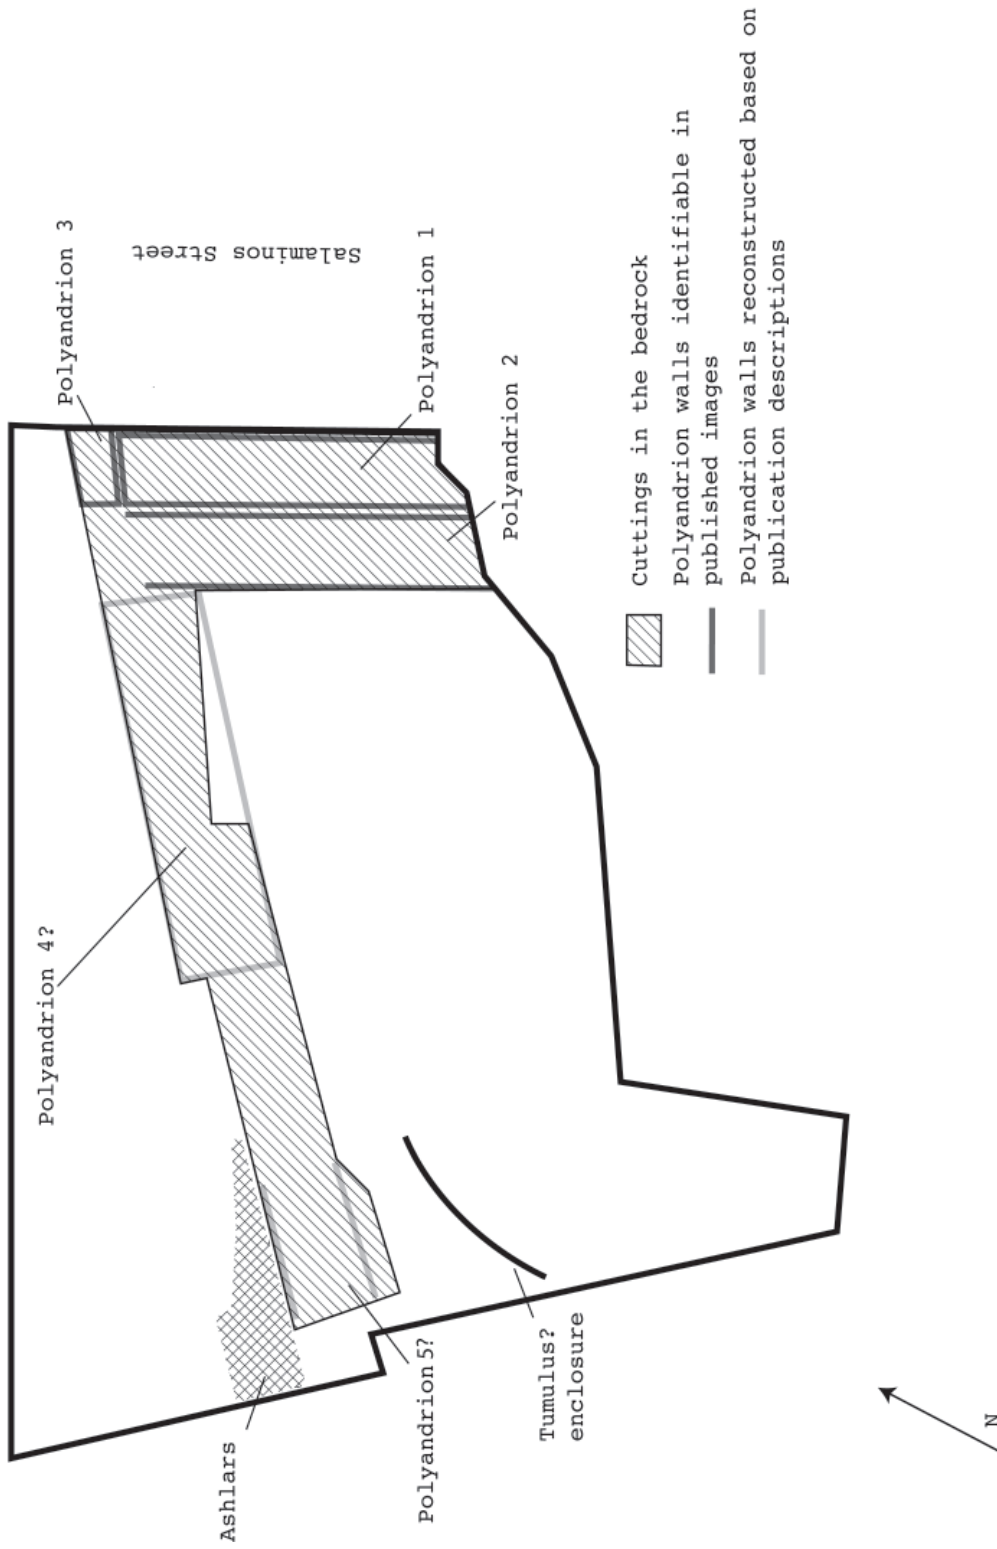 Polyandrion 3
Salaminos Street
Polyandrion 1
Polyandrion 2
Polyandrion 4?
Ashlars
Polyandrion 5?
Tumulus?
enclosure
Cuttings in the bedrock
Polyandrion walls identifiable in
published images
Polyandrion walls reconstructed based on
publication descriptions
N